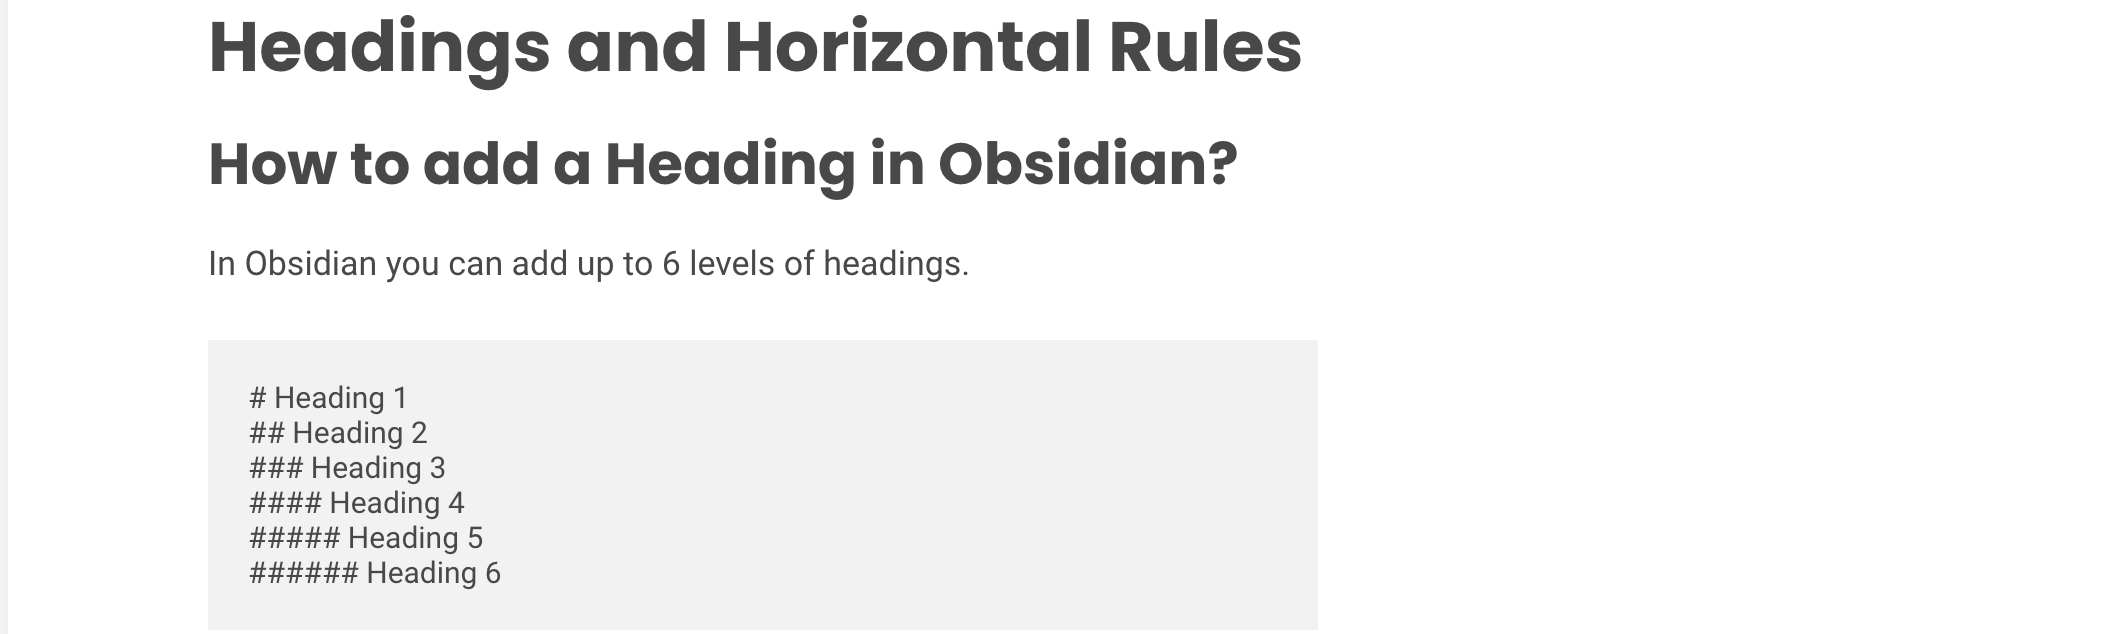 Headings and Horizontal Rules
How to add a Heading in Obsidian?
In Obsidian you can add up to 6 levels of headings.
# Heading 1
## Heading 2
### Heading 3
#### Heading 4
##### Heading 5
###### Heading 6